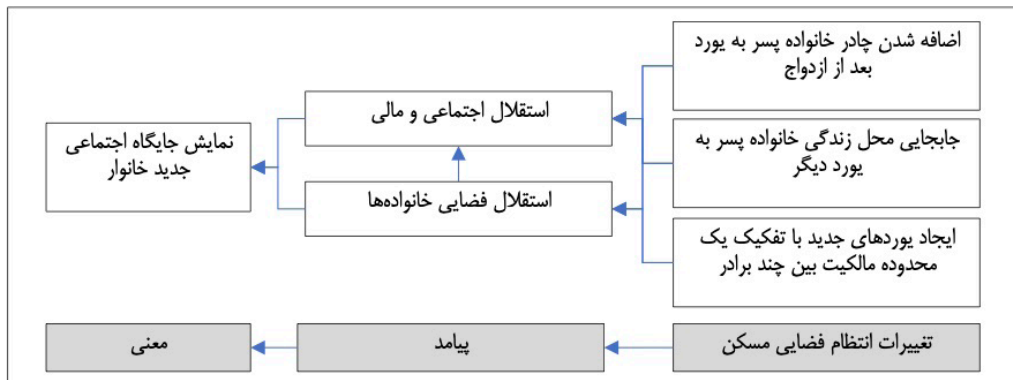 اضافه شدن چادر خانواده پسر به یورد
بعد از ازدواج
جابجایی محل زندگی خانواده پسر به
یورد دیگر
ایجاد یوردهای جدید با تفکیک یک
محدوده مالکیت بین چند برادر
استقلال اجتماعی و مالی
استقلال فضایی خانواده‌ها
نمایش جایگاه اجتماعی
جدید خانوار
تغییرات انتظام فضایی مسکن
پیامد
معنی